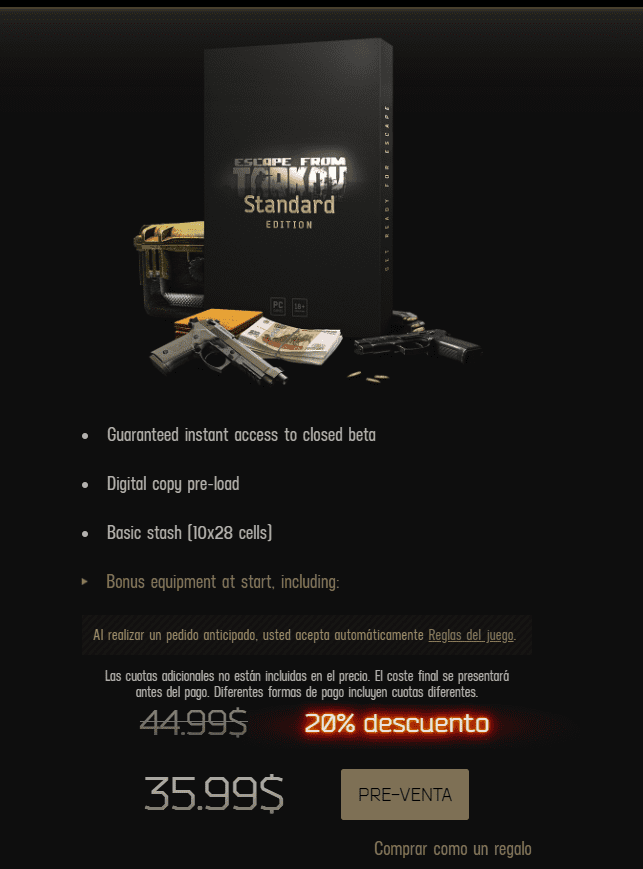 ESCAPE FROM
TARKOV
Standard
EDITION
GET READY FOR ESCAPE
PC
18+
Guaranteed instant access to closed beta
Digital copy pre-load
Basic stash (10x28 cells)
Bonus equipment at start, including:
Al realizar un pedido anticipado, usted acepta automáticamente Reglas del juego.
Las cuotas adicionales no están incluidas en el precio. El coste final se presentará
antes del pago. Diferentes formas de pago incluyen cuotas diferentes.
44.99$ 20% descuento
35.99$ PRE-VENTA
Comprar como un regalo